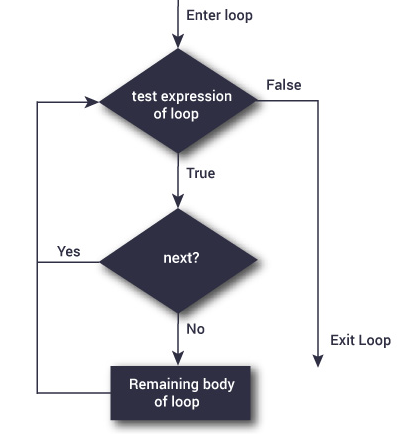 Enter loop
test expression
of loop
False
True
next?
Yes
No
Exit Loop
Remaining body
of loop